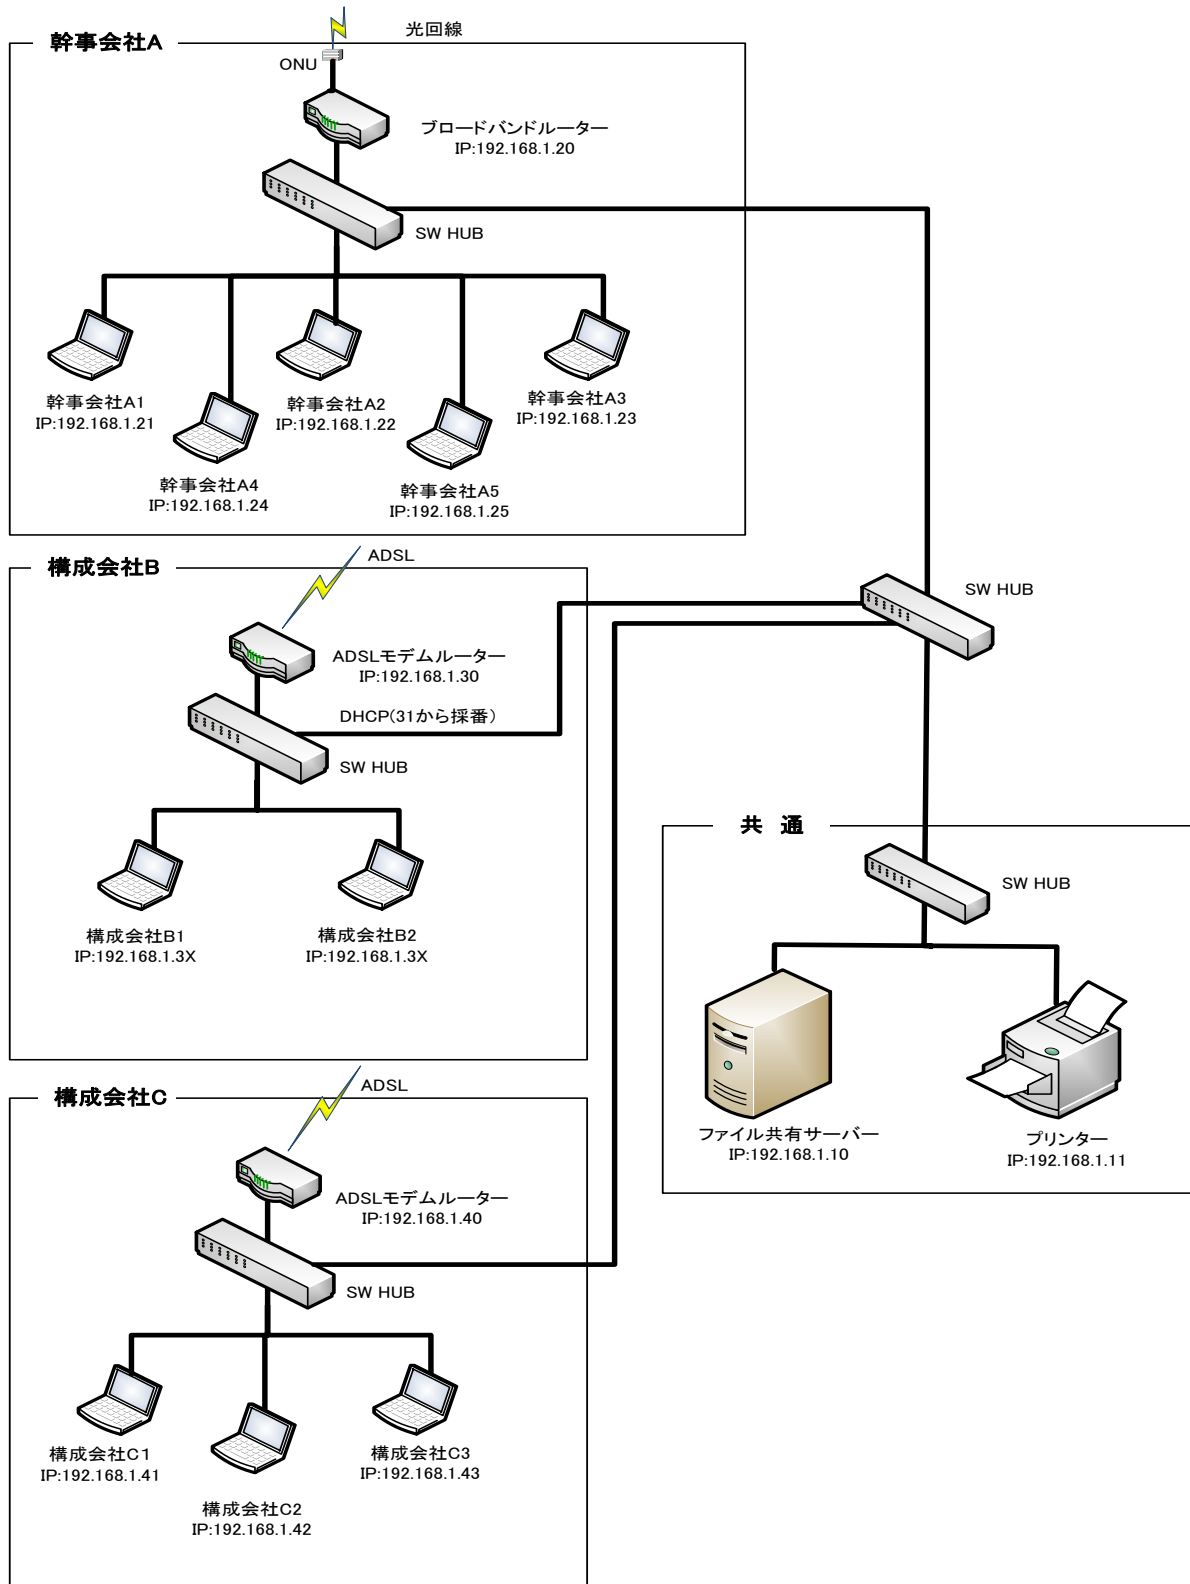 光回線
幹事会社A
ONU
ブロードバンドルーター
IP:192.168.1.20
SW HUB
幹事会社A1
IP:192.168.1.21
幹事会社A2
IP:192.168.1.22
幹事会社A3
IP:192.168.1.23
幹事会社A4
IP:192.168.1.24
幹事会社A5
IP:192.168.1.25
構成会社B
ADSL
ADSLモデムルーター
IP:192.168.1.30
DHCP(31から採番)
SW HUB
構成会社B1
IP:192.168.1.3X
構成会社B2
IP:192.168.1.3X
SW HUB
共 通
SW HUB
ファイル共有サーバー
IP:192.168.1.10
プリンター
IP:192.168.1.11
構成会社C
ADSL
ADSLモデムルーター
IP:192.168.1.40
SW HUB
構成会社C1
IP:192.168.1.41
構成会社C2
IP:192.168.1.42
構成会社C3
IP:192.168.1.43